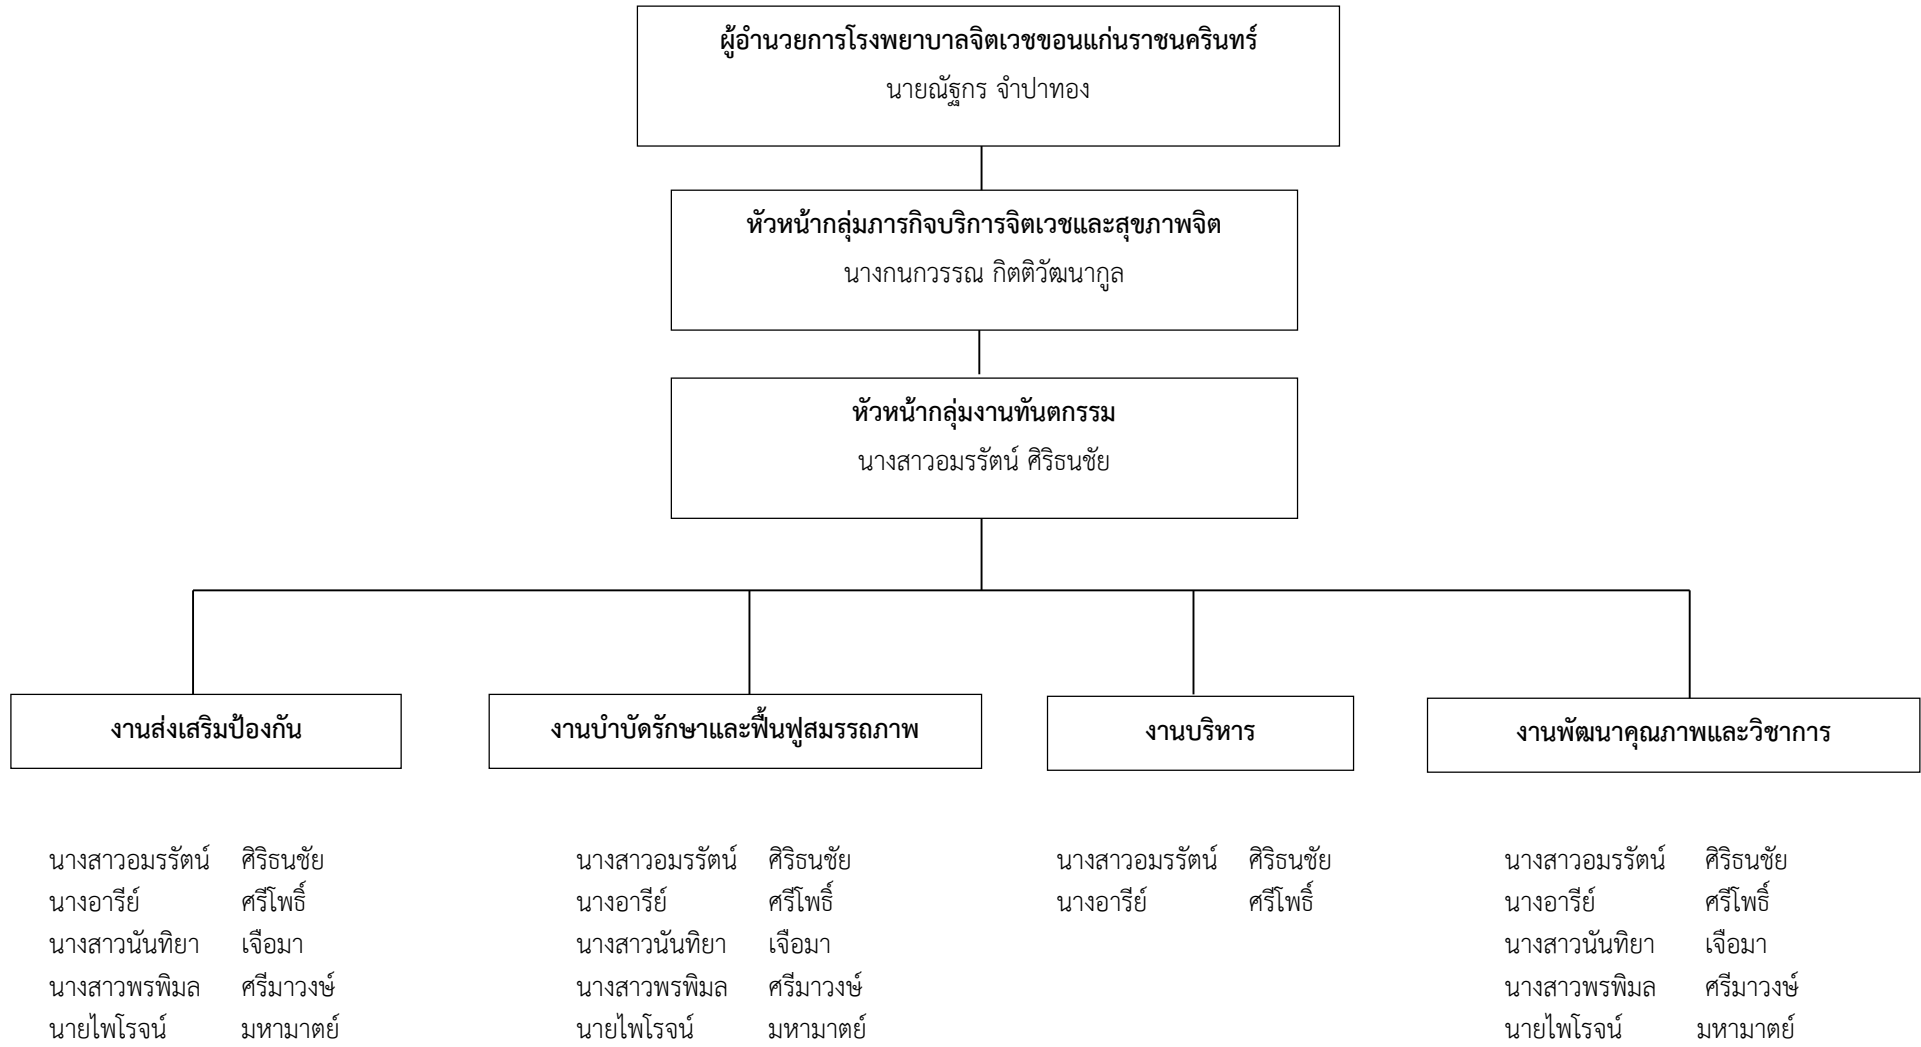 ผู้อำนวยการโรงพยาบาลจิตเวชขอนแก่นราชนครินทร์
นายณัฐกร จำปาทอง
หัวหน้ากลุ่มภารกิจบริการจิตเวชและสุขภาพจิต
นางกนกวรรณ กิตติวัฒนากูล
หัวหน้ากลุ่มงานทันตกรรม
นางสาวอมรรัตน์ ศิริธนชัย
งานส่งเสริมป้องกัน
นางสาวอมรรัตน์ ศิริธนชัย
นางอารีย์ ศรีโพธิ์
นางสาวนันทิยา เจือมา
นางสาวพรพิมล ศรีมาวงษ์
นายไพโรจน์ มหามาตย์
งานบำบัดรักษาและฟื้นฟูสมรรถภาพ
นางสาวอมรรัตน์ ศิริธนชัย
นางอารีย์ ศรีโพธิ์
นางสาวนันทิยา เจือมา
นางสาวพรพิมล ศรีมาวงษ์
นายไพโรจน์ มหามาตย์
งานบริหาร
นางสาวอมรรัตน์ ศิริธนชัย
นางอารีย์ ศรีโพธิ์
งานพัฒนาคุณภาพและวิชาการ
นางสาวอมรรัตน์ ศิริธนชัย
นางอารีย์ ศรีโพธิ์
นางสาวนันทิยา เจือมา
นางสาวพรพิมล ศรีมาวงษ์
นายไพโรจน์ มหามาตย์